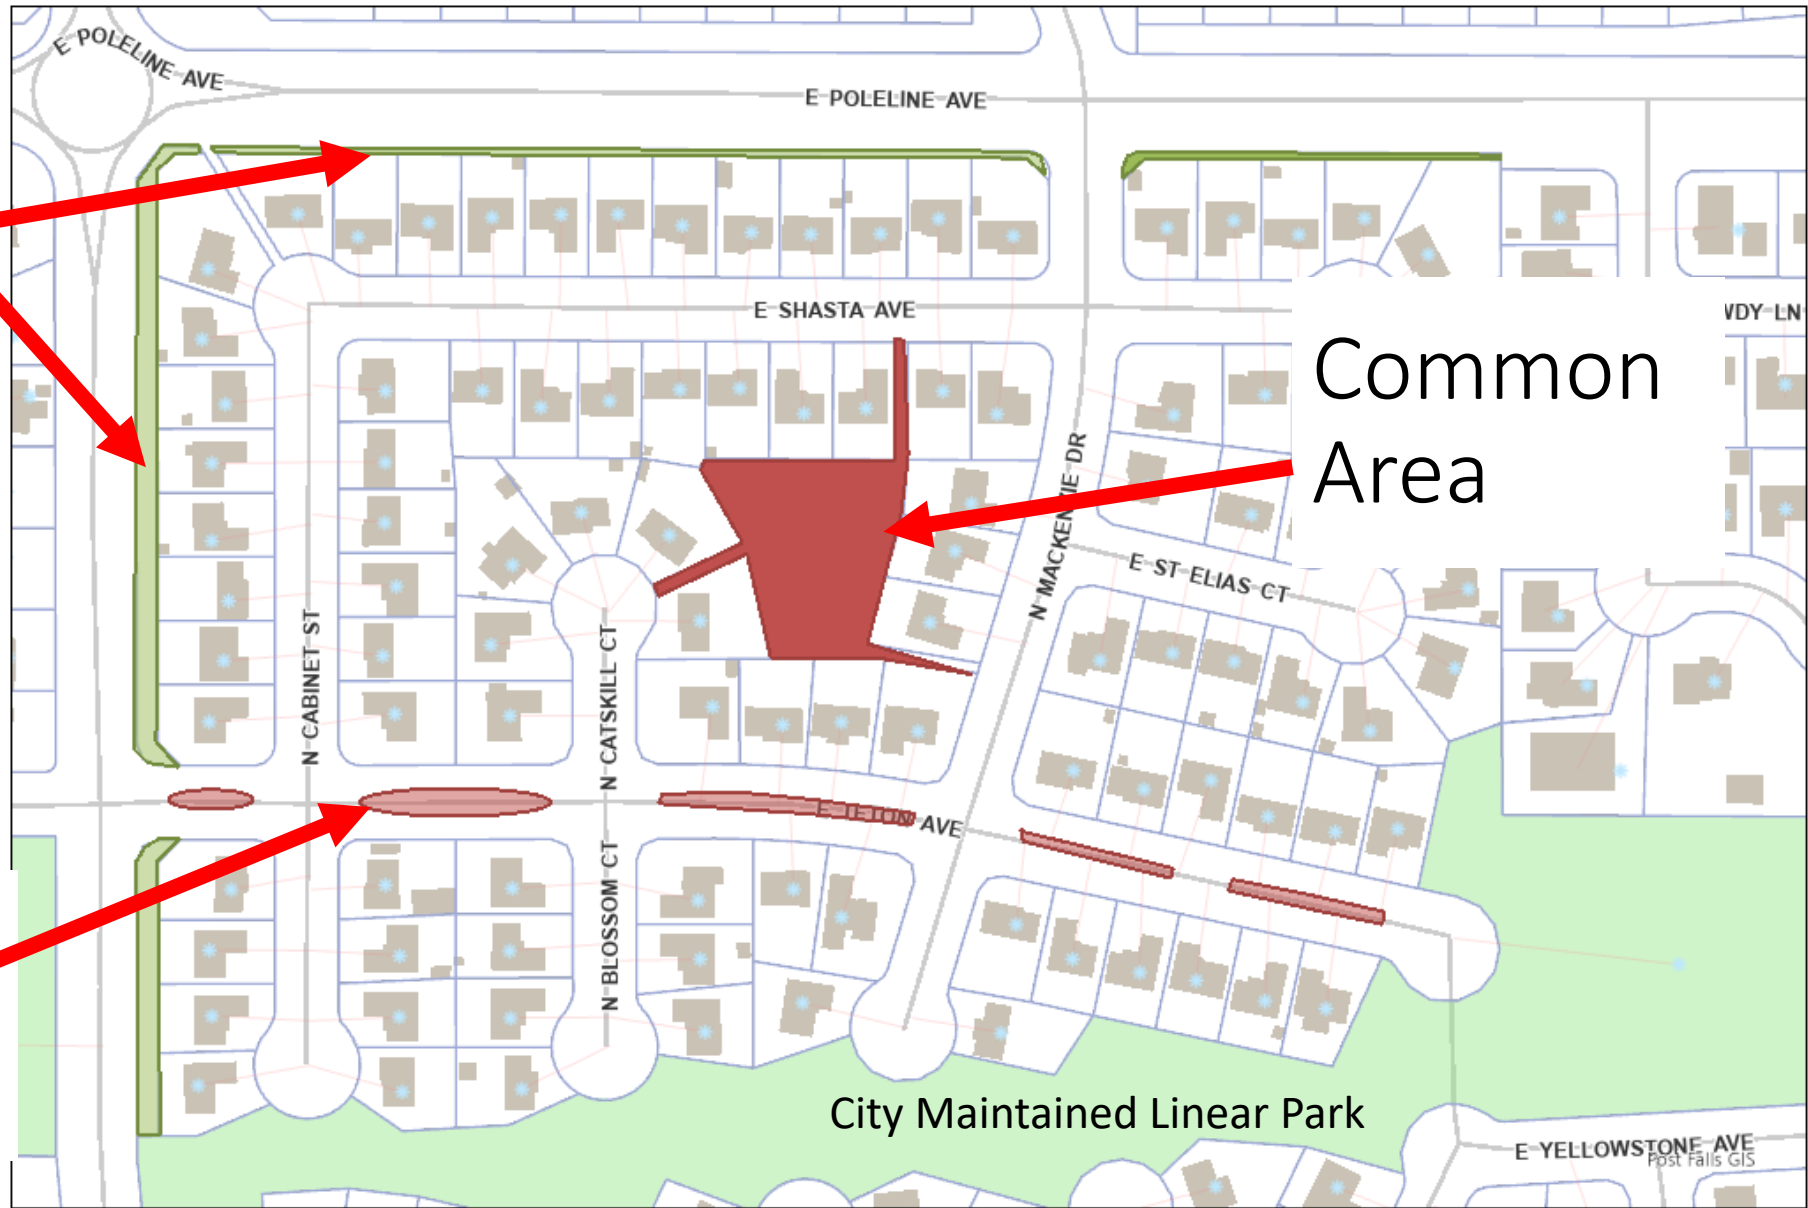 E POLELINE AVE
E POLELINE AVE
E SHASTA AVE
WDY LN
Common
Area
N MACKENZIE DR
E ST ELIAS CT
N CABINET ST
N CATSKILL CT
E TETON AVE
N BLOSSOM CT
City Maintained Linear Park
E YELLOWSTONE AVE
Post Falls GIS